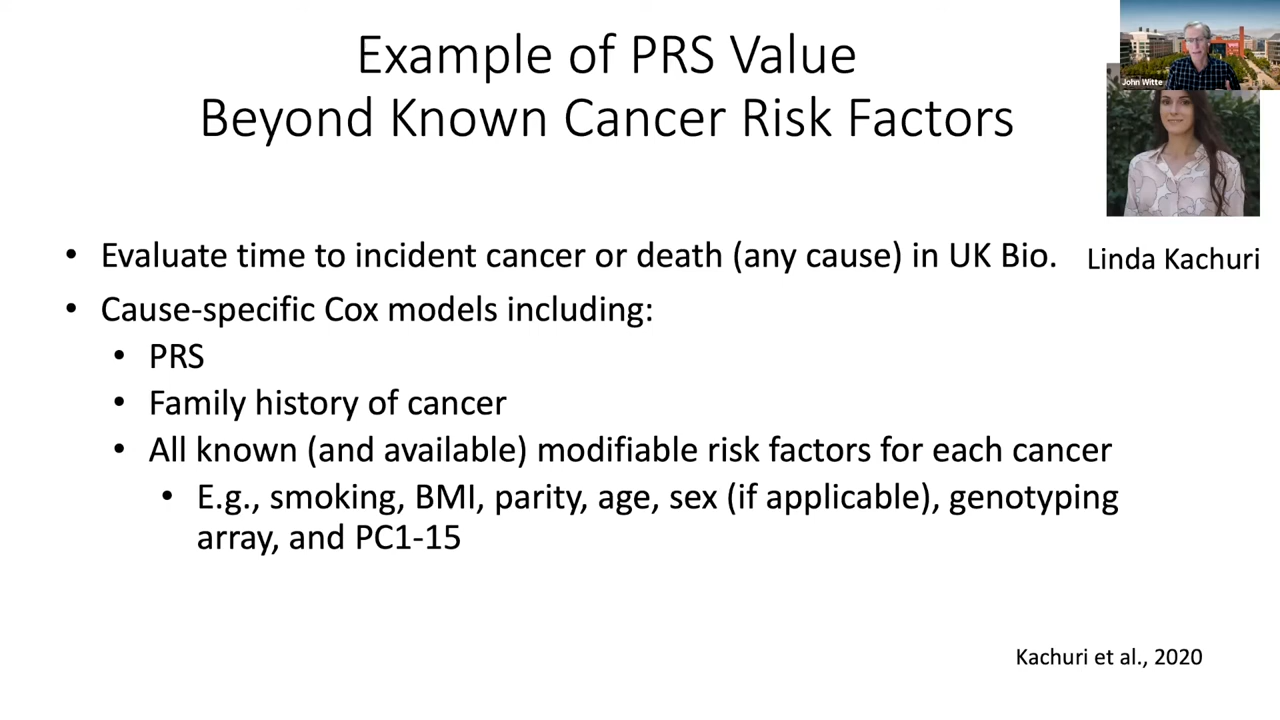 Example of PRS Value
Beyond Known Cancer Risk Factors
John Witte
• Evaluate time to incident cancer or death (any cause) in UK Bio.
Linda Kachuri
• Cause-specific Cox models including:
• PRS
• Family history of cancer
• All known (and available) modifiable risk factors for each cancer
• E.g., smoking, BMI, parity, age, sex (if applicable), genotyping
array, and PC1-15
Kachuri et al., 2020